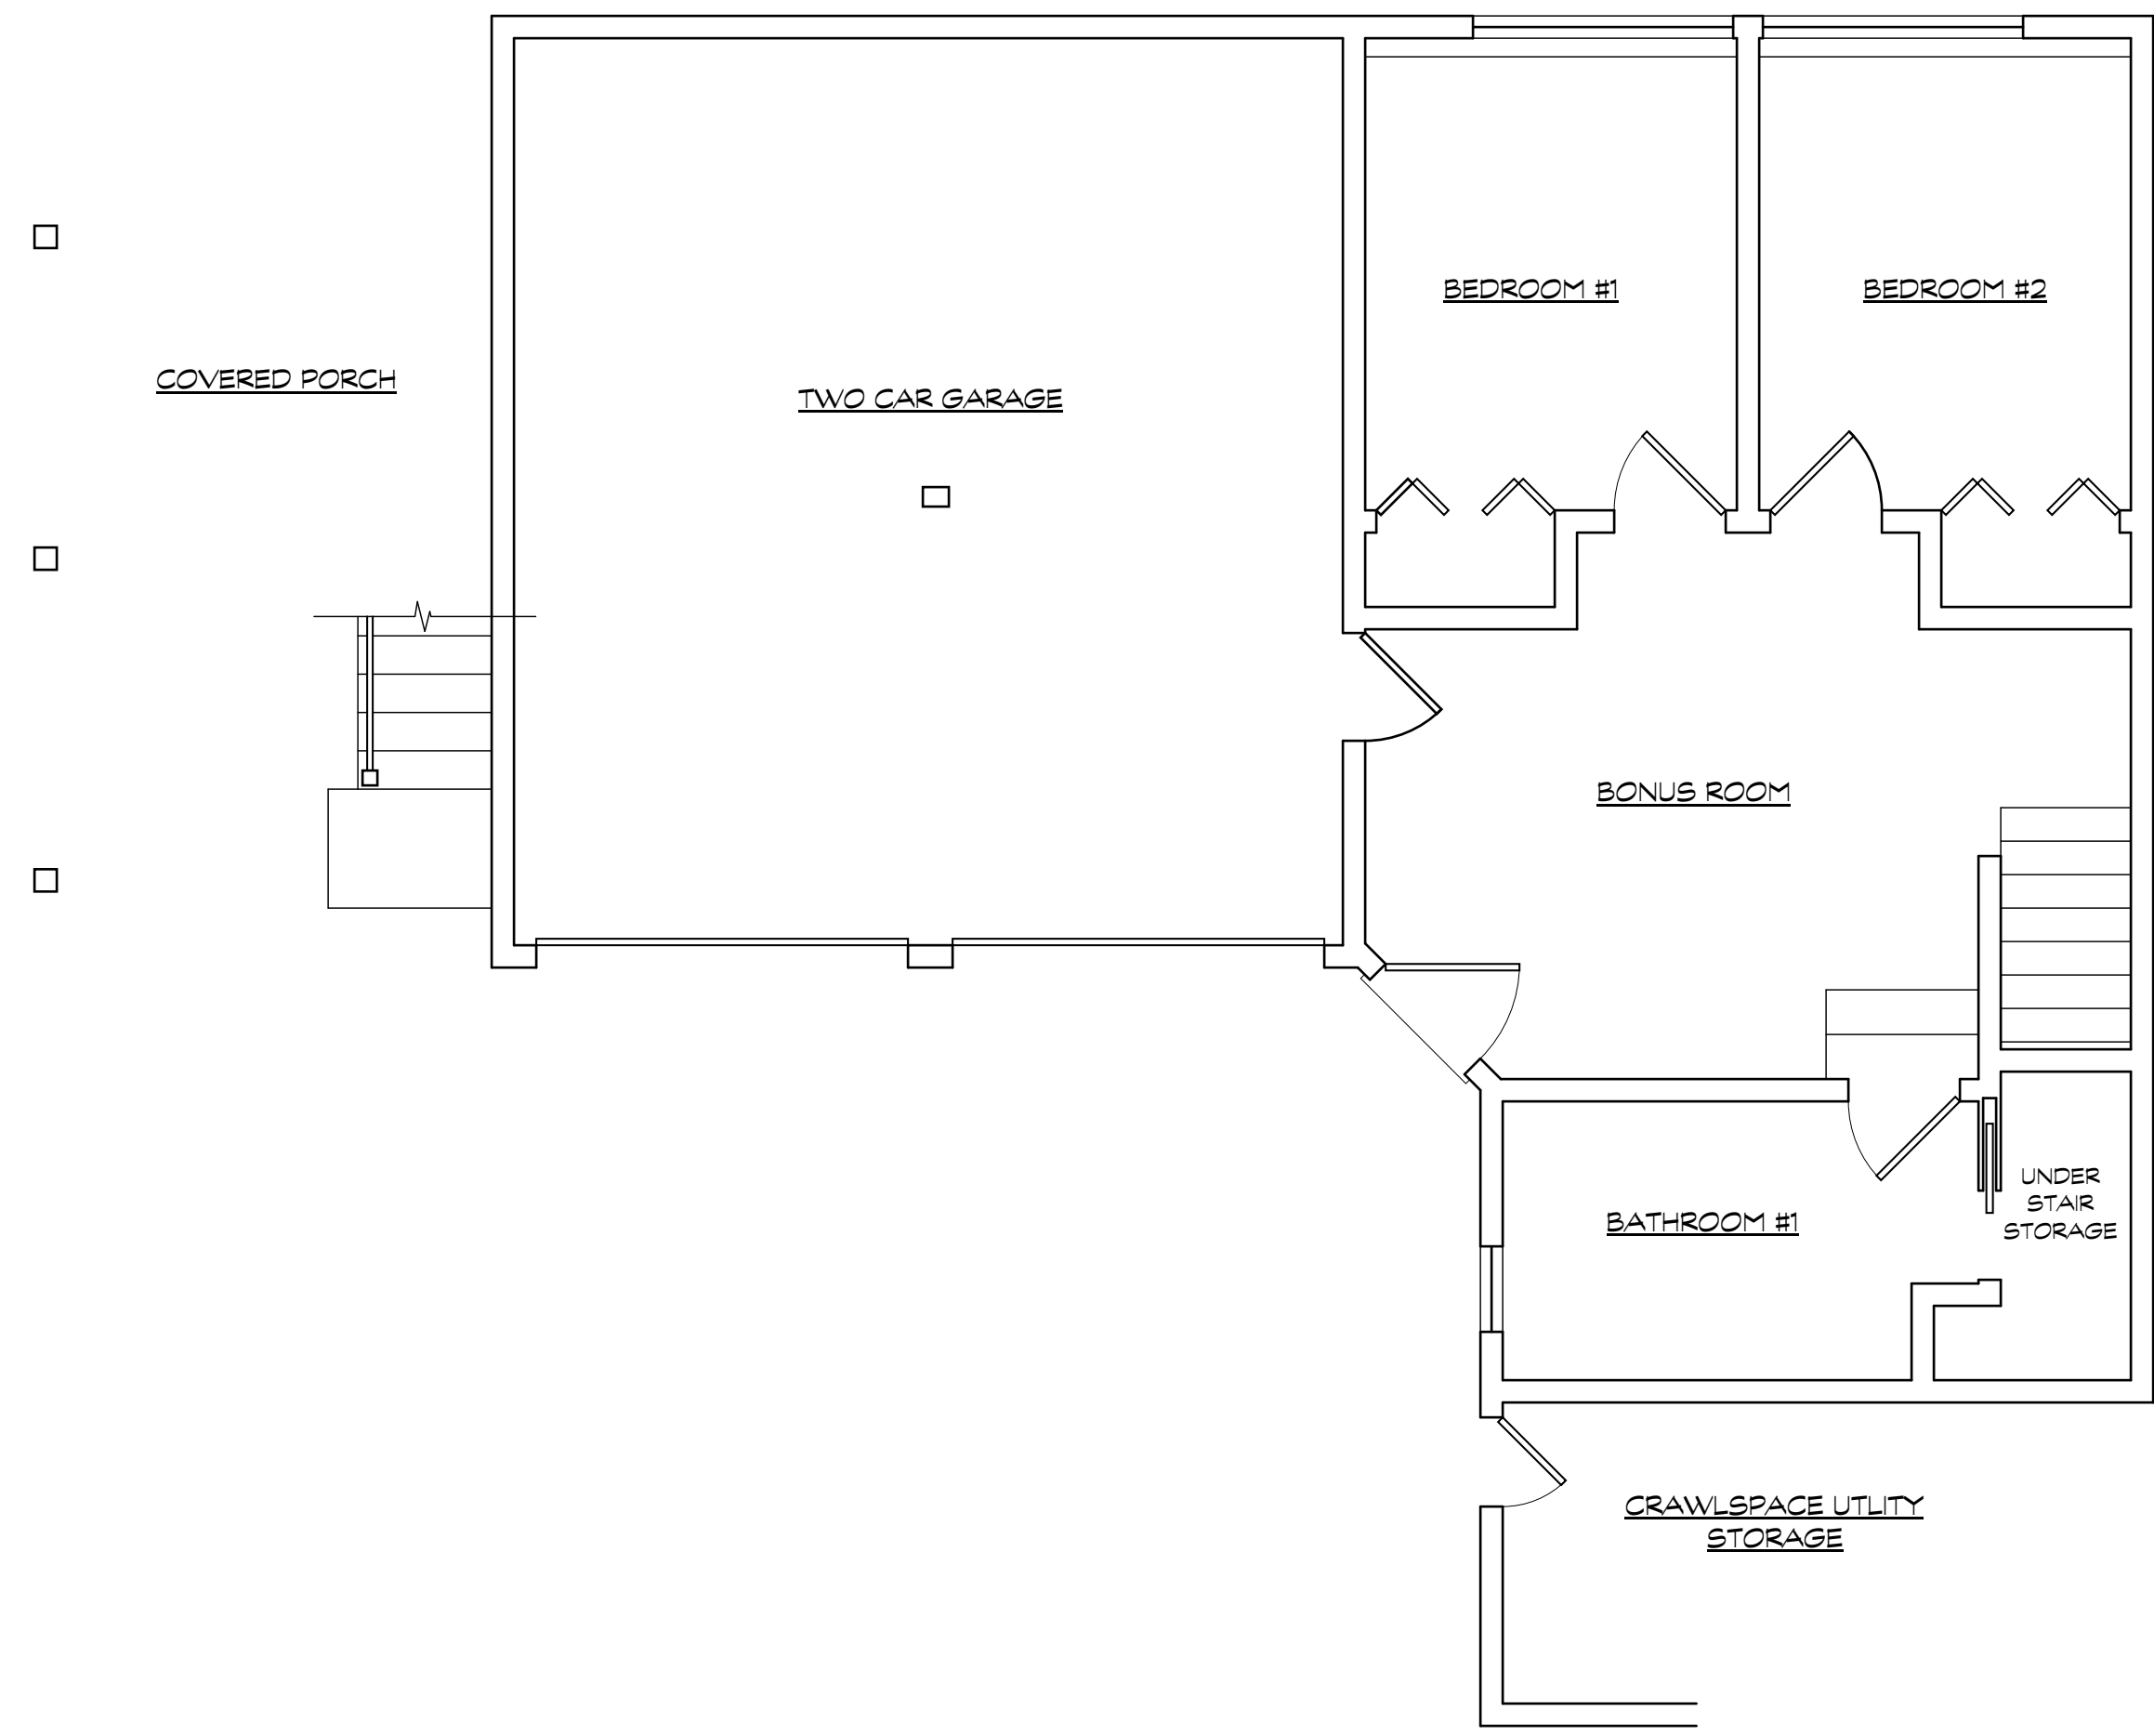 BEDROOM #1
BEDROOM #2
COVERED PORCH
TWO CAR GARAGE
BONUS ROOM
UNDER
STAIR
STORAGE
BATHROOM #1
CRAWLSPACE UTLITY
STORAGE